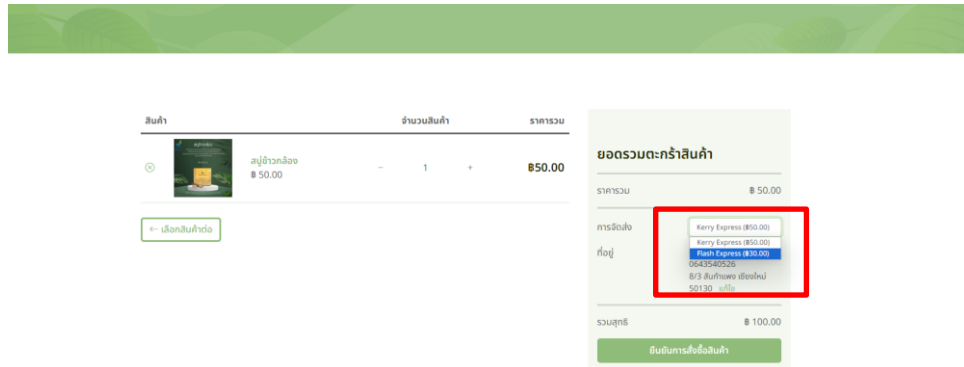 สินค้า จำนวนสินค้า ราคารวม
สบู่ข้าวกล้อง
฿ 50.00
− 1 +
฿50.00
← เลือกสินค้าต่อ
ยอดรวมตะกร้าสินค้า
ราคารวม ฿ 50.00
การจัดส่ง Kerry Express (฿50.00)
Kerry Express (฿50.00)
Flash Express (฿30.00)
ที่อยู่
0643540526
8/3 สันกำแพง เชียงใหม่
50130 แก้ไข
รวมสุทธิ ฿ 100.00
ยืนยันการสั่งซื้อสินค้า